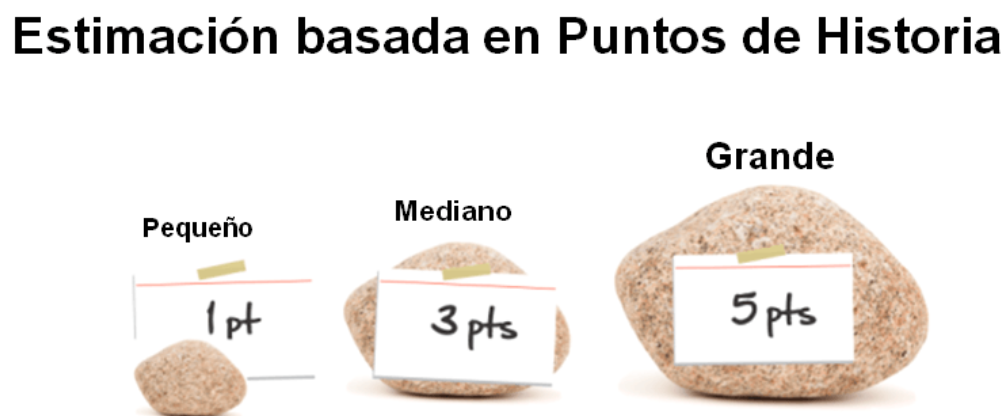 Estimación basada en Puntos de Historia
Grande
Mediano
Pequeño
1 pt
3 pts
5 pts